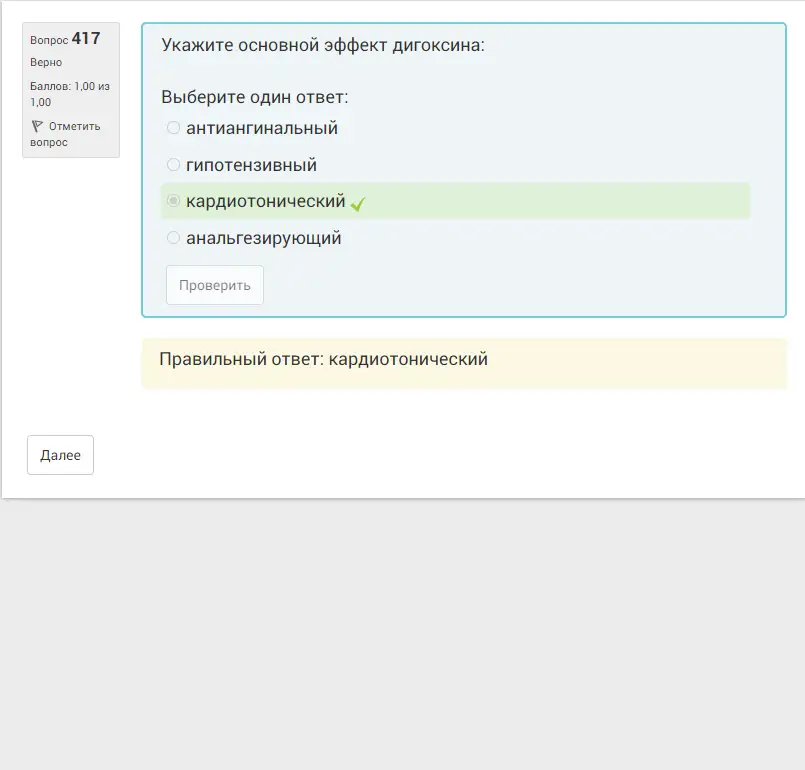 Вопрос 417
Верно
Баллов: 1,00 из
1,00
Отметить
вопрос
Укажите основной эффект дигоксина:
Выберите один ответ:
антиангинальный
гипотензивный
кардиотонический
анальгезирующий
Проверить
Правильный ответ: кардиотонический
Далее